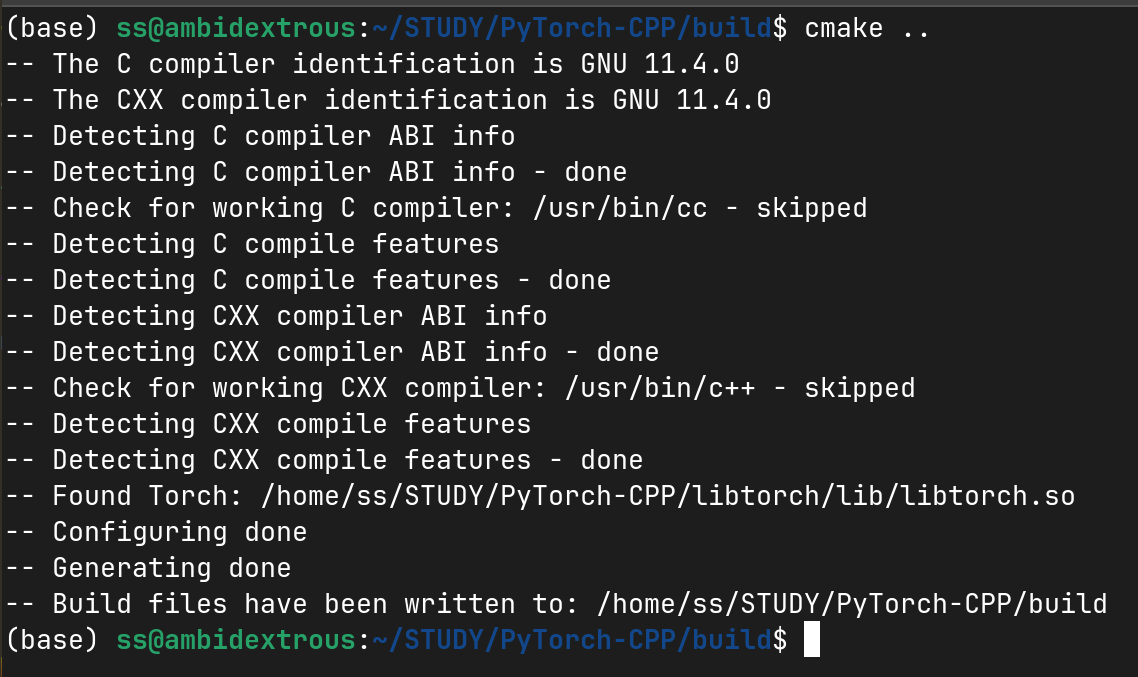 (base) ss@ambidextrous:~/STUDY/PyTorch-CPP/build$ cmake ..
-- The C compiler identification is GNU 11.4.0
-- The CXX compiler identification is GNU 11.4.0
-- Detecting C compiler ABI info
-- Detecting C compiler ABI info - done
-- Check for working C compiler: /usr/bin/cc - skipped
-- Detecting C compile features
-- Detecting C compile features - done
-- Detecting CXX compiler ABI info
-- Detecting CXX compiler ABI info - done
-- Check for working CXX compiler: /usr/bin/c++ - skipped
-- Detecting CXX compile features
-- Detecting CXX compile features - done
-- Found Torch: /home/ss/STUDY/PyTorch-CPP/libtorch/lib/libtorch.so
-- Configuring done
-- Generating done
-- Build files have been written to: /home/ss/STUDY/PyTorch-CPP/build
(base) ss@ambidextrous:~/STUDY/PyTorch-CPP/build$